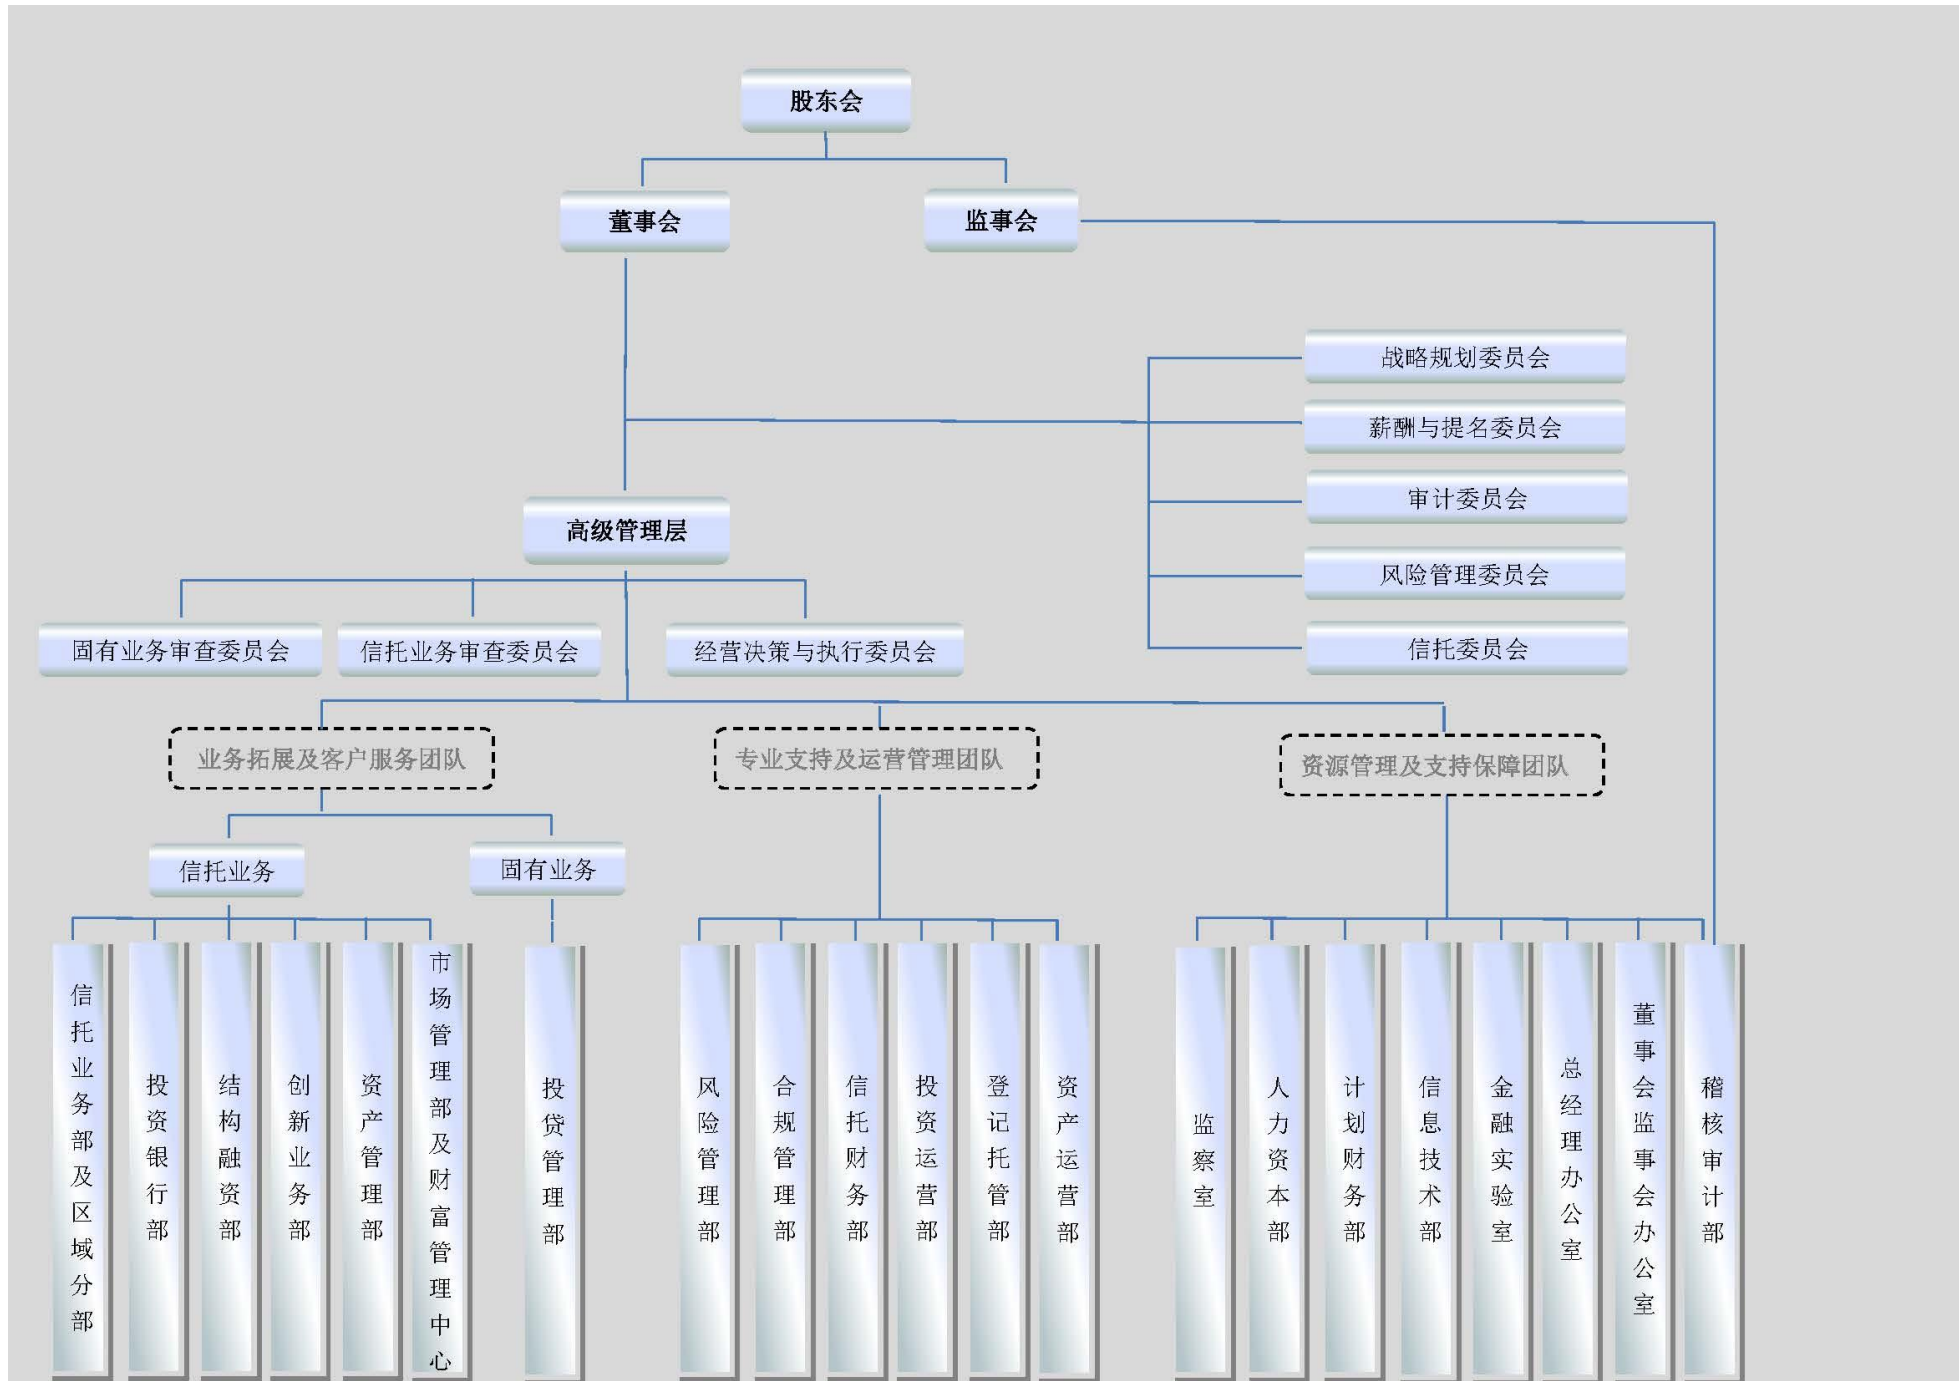 股东会
董事会
监事会
战略规划委员会
薪酬与提名委员会
审计委员会
风险管理委员会
信托委员会
高级管理层
固有业务审查委员会
信托业务审查委员会
经营决策与执行委员会
业务拓展及客户服务团队
专业支持及运营管理团队
资源管理及支持保障团队
信托业务
固有业务
信托业务部及区域分部
投资银行部
结构融资部
创新业务部
资产管理部
市场管理部及财富管理中心
投贷管理部
风险管理部
合规管理部
信托财务部
投资运营部
登记托管部
资产运营部
监察室
人力资本部
计划财务部
信息技术部
金融实验室
总经理办公室
董事会监事会办公室
稽核审计部